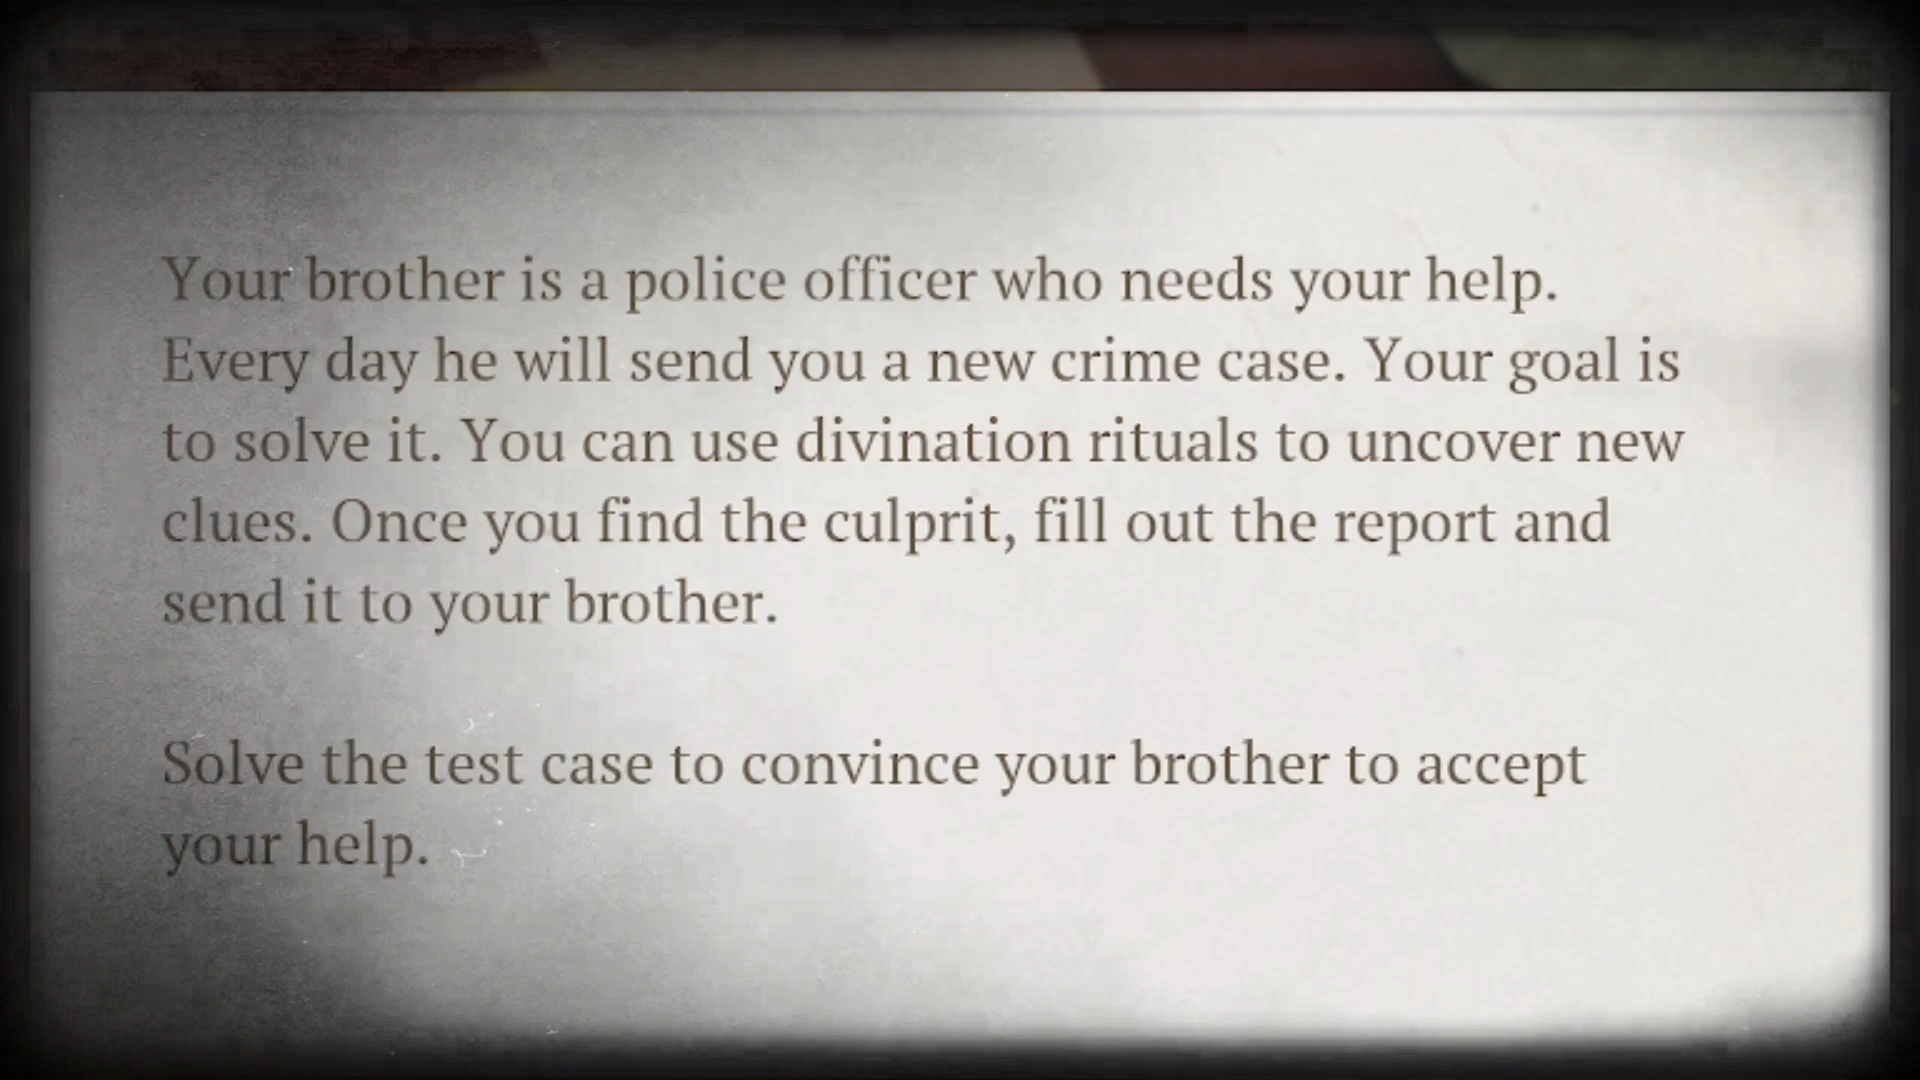 Your brother is a police officer who needs your help.
Every day he will send you a new crime case. Your goal is
to solve it. You can use divination rituals to uncover new
clues. Once you find the culprit, fill out the report and
send it to your brother.
Solve the test case to convince your brother to accept
your help.